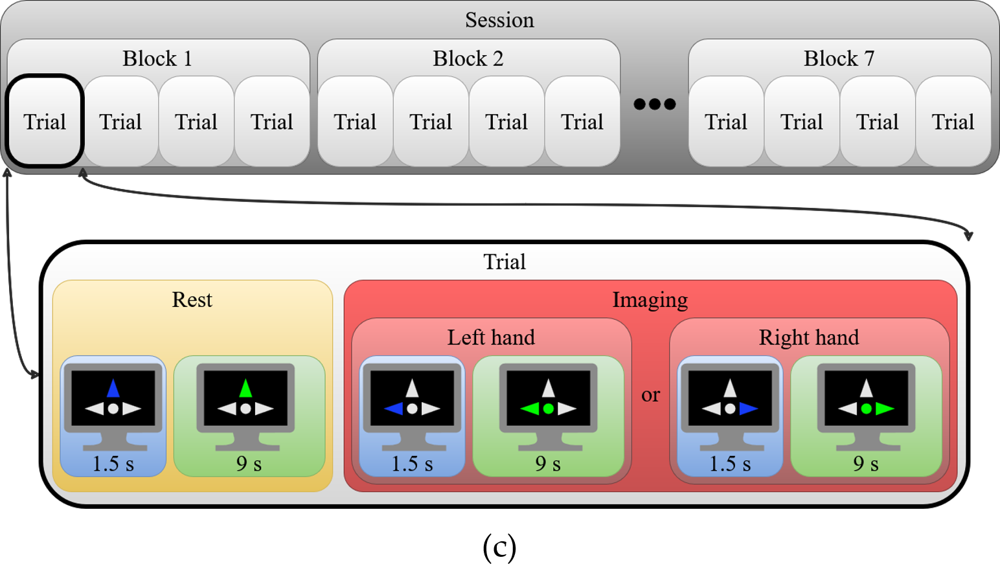 Session
Block 1
Block 2
Block 7
Trial Trial Trial Trial
Trial Trial Trial Trial
Trial Trial Trial Trial
Trial
Rest
Imaging
Left hand
Right hand
or
1.5 s
9 s
1.5 s
9 s
1.5 s
9 s
(c)